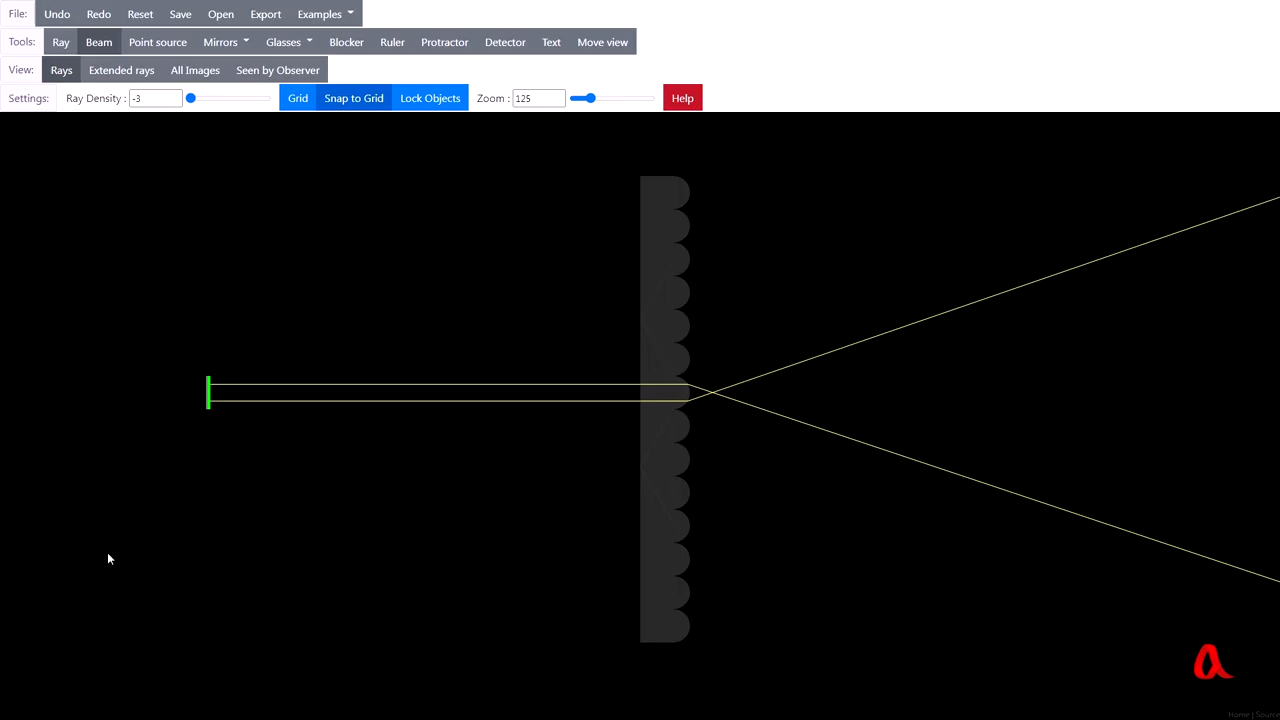 File: Undo Redo Reset Save Open Export Examples
Tools: Ray Beam Point source Mirrors Glasses Blocker Ruler Protractor Detector Text Move view
View: Rays Extended rays All Images Seen by Observer
Settings: Ray Density : -3 Grid Snap to Grid Lock Objects Zoom : 125 Help
a
Home | Source